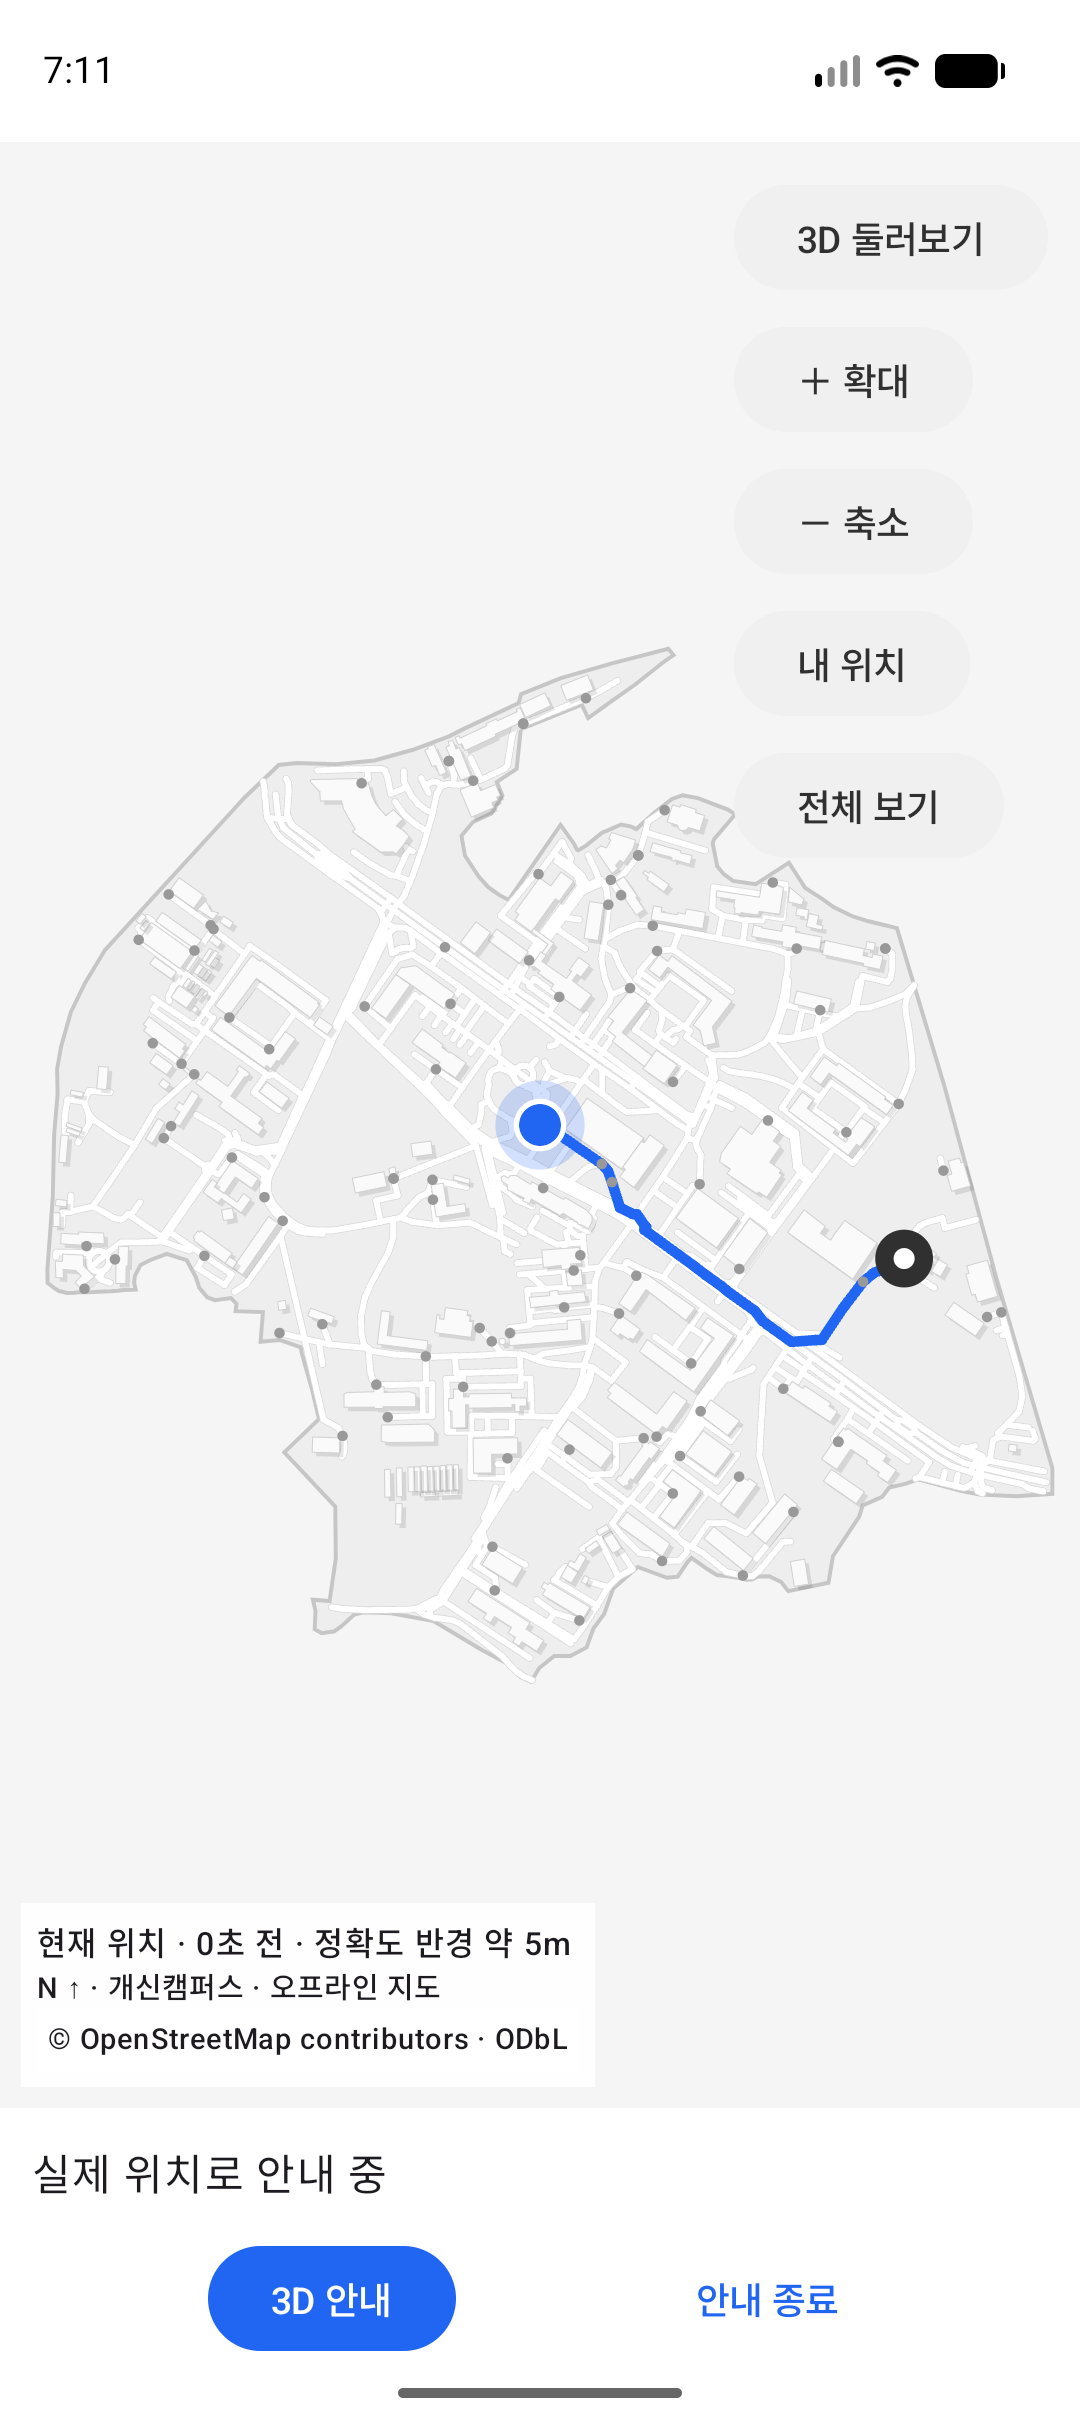 7:11
3D 둘러보기
+ 확대
− 축소
내 위치
전체 보기
현재 위치 · 0초 전 · 정확도 반경 약 5m
N ↑ · 개신캠퍼스 · 오프라인 지도
© OpenStreetMap contributors · ODbL
실제 위치로 안내 중
3D 안내
안내 종료